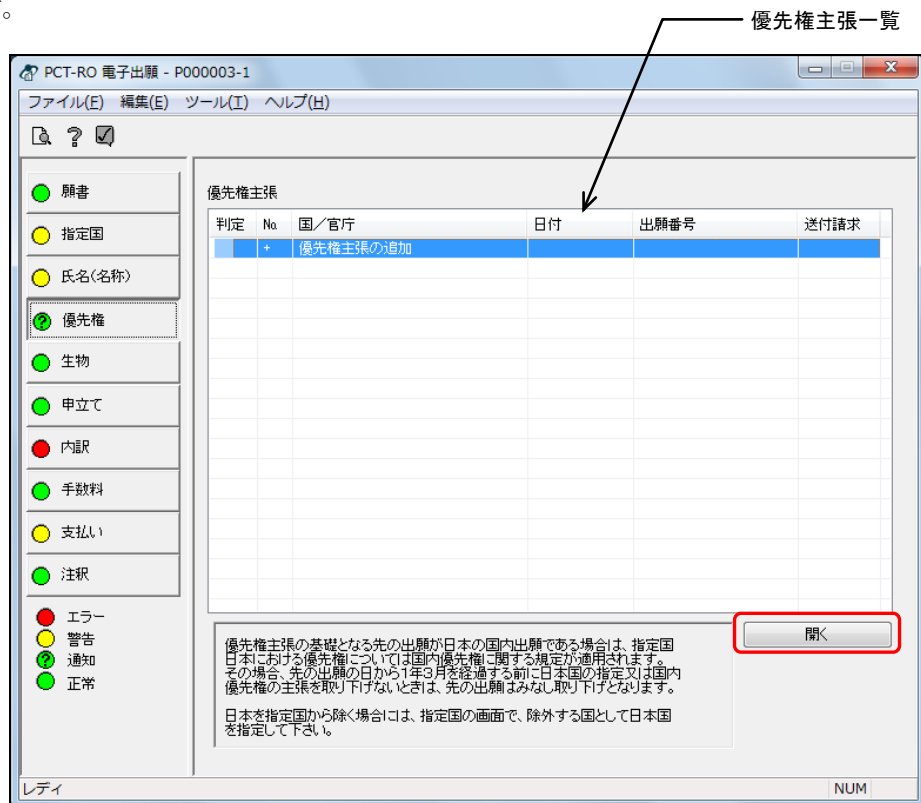 。
優先権主張一覧
PCT-RO 電子出願 - P000003-1
ファイル(F) 編集(E) ツール(T) ヘルプ(H)
願書
指定国
氏名(名称)
優先権
生物
申立て
内訳
手数料
支払い
注釈
エラー
警告
通知
正常
優先権主張
判定 No. 国/官庁 日付 出願番号 送付請求
+ 優先権主張の追加
開く
優先権主張の基礎となる先の出願が日本の国内出願である場合は、指定国
日本における優先権については国内優先権に関する規定が適用されます。
その場合、先の出願の日から1年3月を経過する前に日本国の指定又は国内
優先権の主張を取り下げないときは、先の出願はみなし取り下げとなります。
日本を指定国から除く場合には、指定国の画面で、除外する国として日本国
を指定して下さい。
レディ NUM